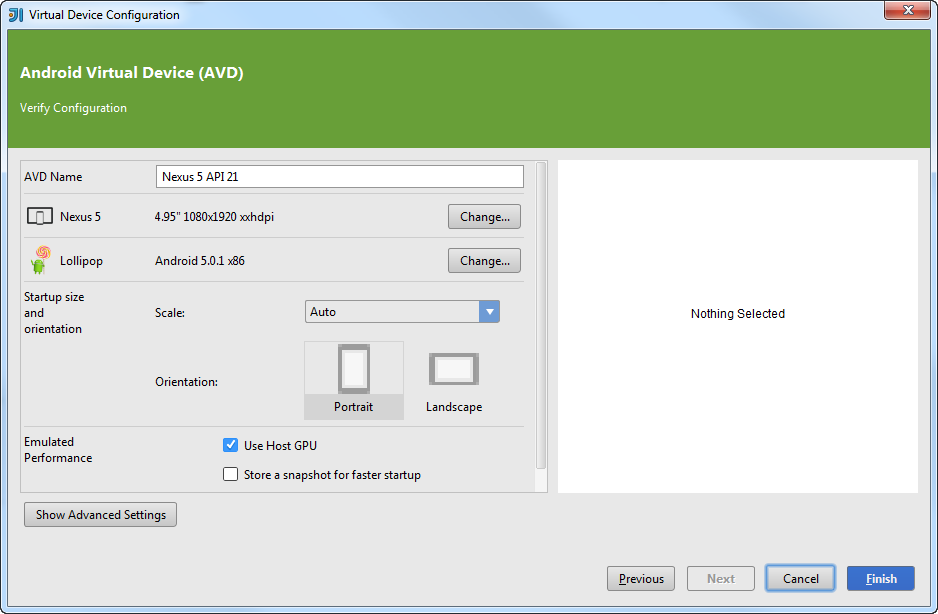 Virtual Device Configuration
Android Virtual Device (AVD)
Verify Configuration
AVD Name
Nexus 5 API 21
Nexus 5
4.95" 1080x1920 xxhdpi
Change...
Lollipop
Android 5.0.1 x86
Change...
Startup size
and
orientation
Scale:
Auto
Orientation:
Portrait
Landscape
Emulated
Performance
Use Host GPU
Store a snapshot for faster startup
Nothing Selected
Show Advanced Settings
Previous
Next
Cancel
Finish